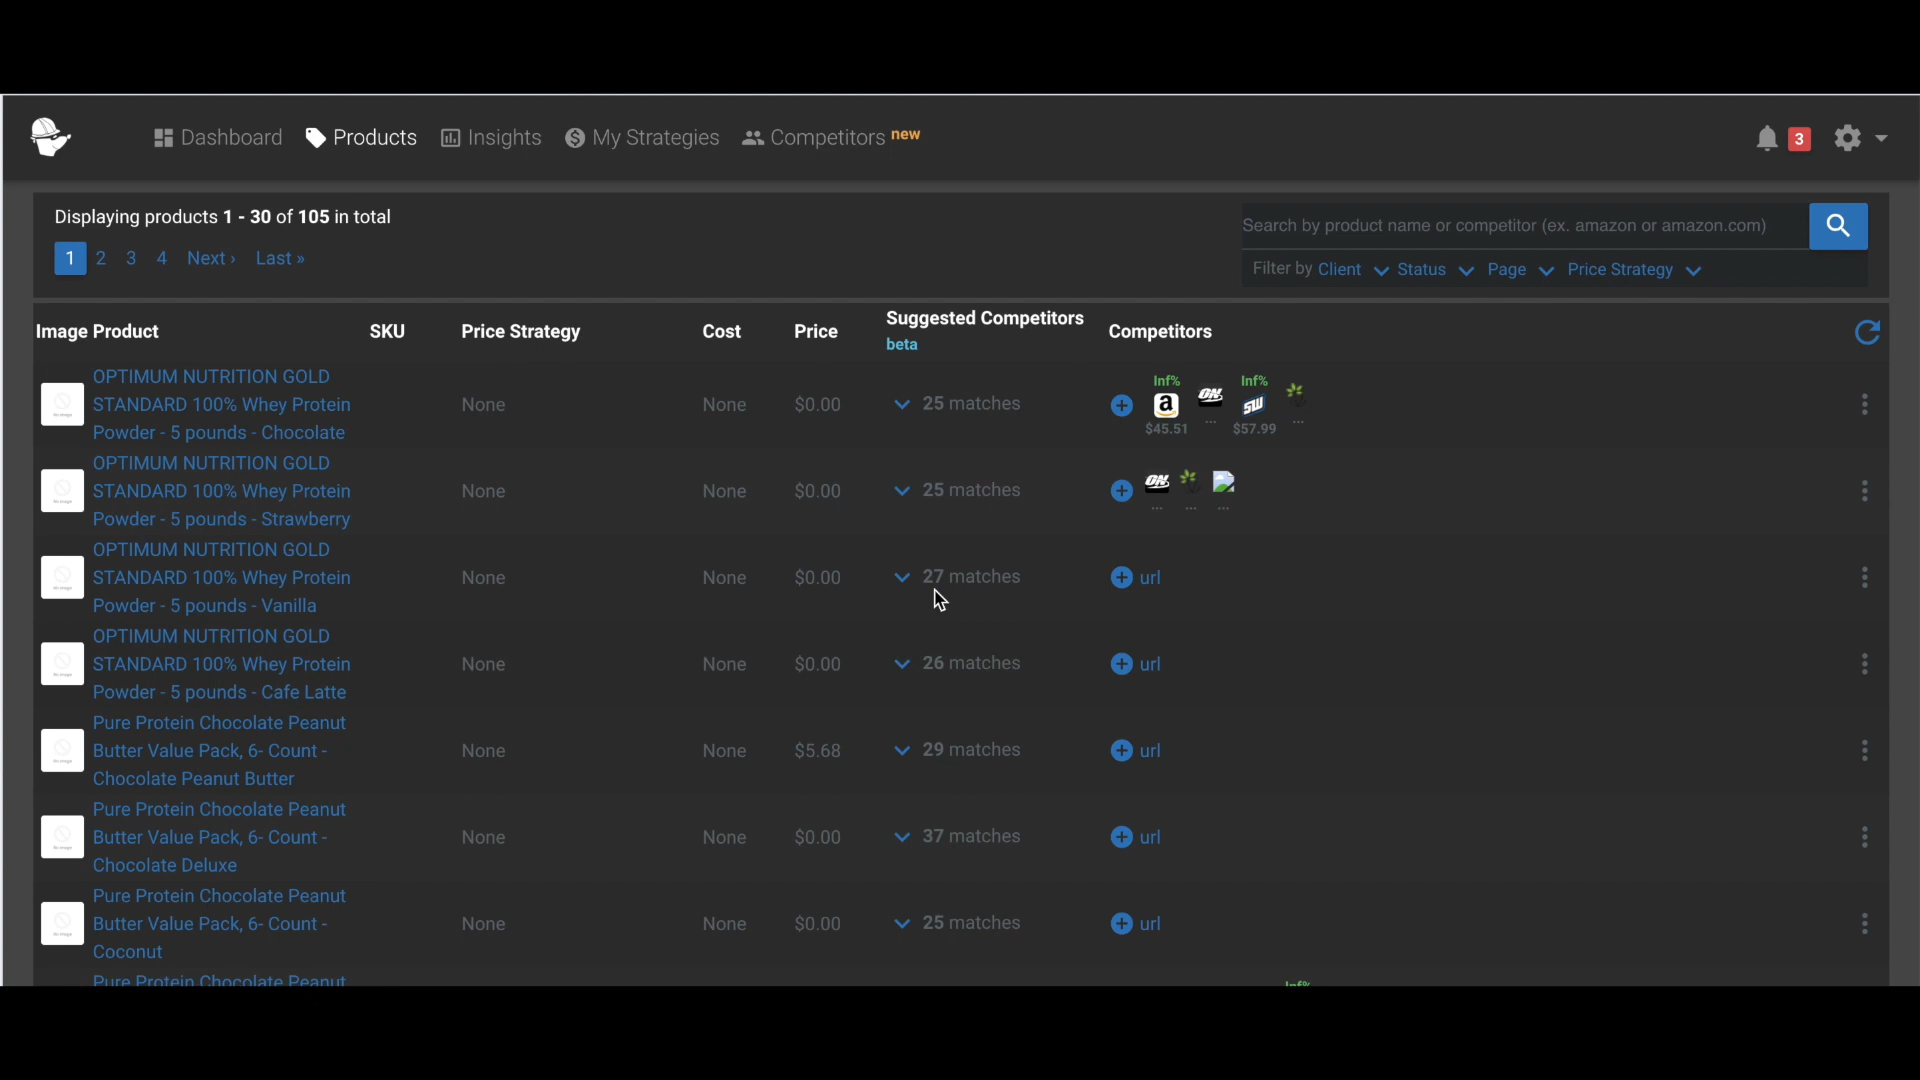 Dashboard Products Insights My Strategies Competitors new 3
Displaying products 1 - 30 of 105 in total
Search by product name or competitor (ex. amazon or amazon.com)
1 2 3 4 Next › Last »
Filter by Client Status Page Price Strategy
Image Product SKU Price Strategy Cost Price Suggested Competitors beta Competitors
OPTIMUM NUTRITION GOLD
STANDARD 100% Whey Protein
Powder - 5 pounds - Chocolate
None None $0.00 25 matches
Inf% Inf%
a ON SW
$45.51 ... $57.99 ...
OPTIMUM NUTRITION GOLD
STANDARD 100% Whey Protein
Powder - 5 pounds - Strawberry
None None $0.00 25 matches
ON
... ... ...
OPTIMUM NUTRITION GOLD
STANDARD 100% Whey Protein
Powder - 5 pounds - Vanilla
None None $0.00 27 matches url
OPTIMUM NUTRITION GOLD
STANDARD 100% Whey Protein
Powder - 5 pounds - Cafe Latte
None None $0.00 26 matches url
Pure Protein Chocolate Peanut
Butter Value Pack, 6- Count -
Chocolate Peanut Butter
None None $5.68 29 matches url
Pure Protein Chocolate Peanut
Butter Value Pack, 6- Count -
Chocolate Deluxe
None None $0.00 37 matches url
Pure Protein Chocolate Peanut
Butter Value Pack, 6- Count -
Coconut
None None $0.00 25 matches url
Pure Protein Chocolate Peanut
Inf%